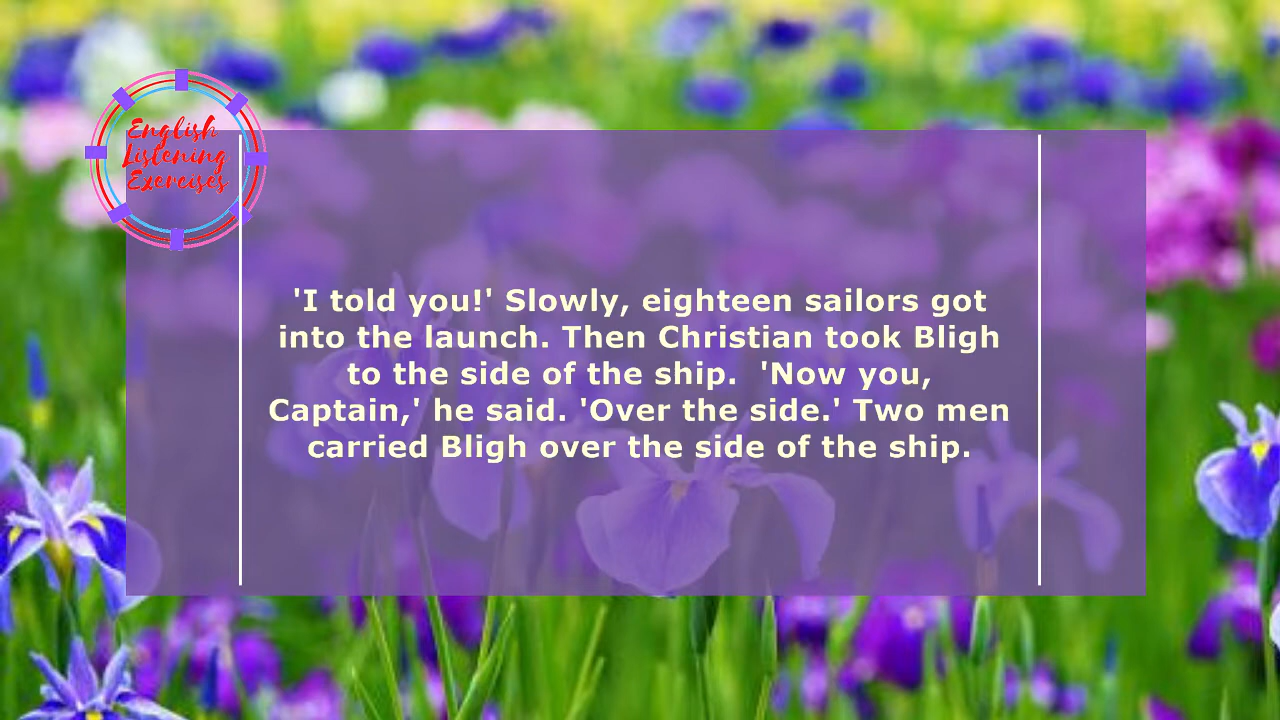 English
Listening
Exercises
'I told you!' Slowly, eighteen sailors got
into the launch. Then Christian took Bligh
to the side of the ship.  'Now you,
Captain,' he said. 'Over the side.' Two men
carried Bligh over the side of the ship.